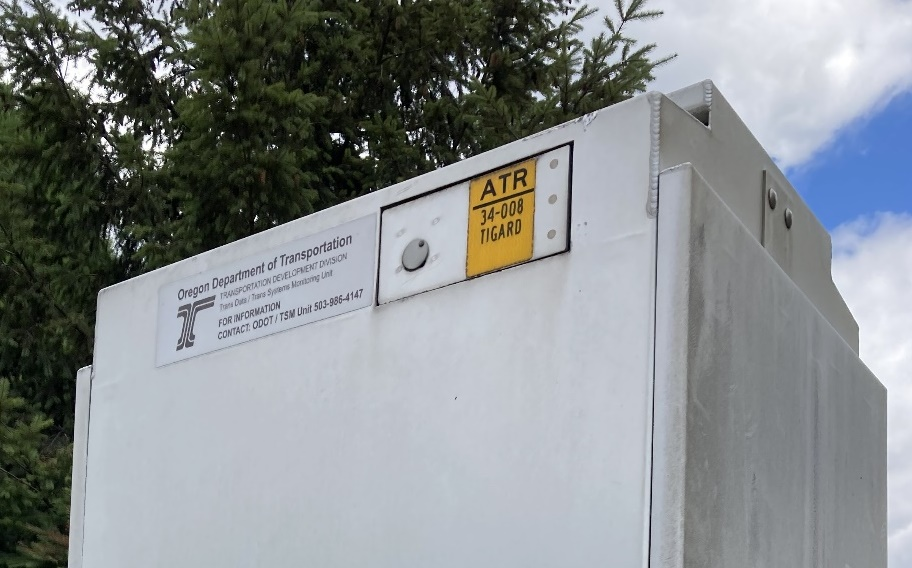 Oregon Department of Transportation
TRANSPORTATION DEVELOPMENT DIVISION
Trans Data / Trans Systems Monitoring Unit
FOR INFORMATION
CONTACT: ODOT / TSM Unit 503-986-4147
ATR
34-008
TIGARD